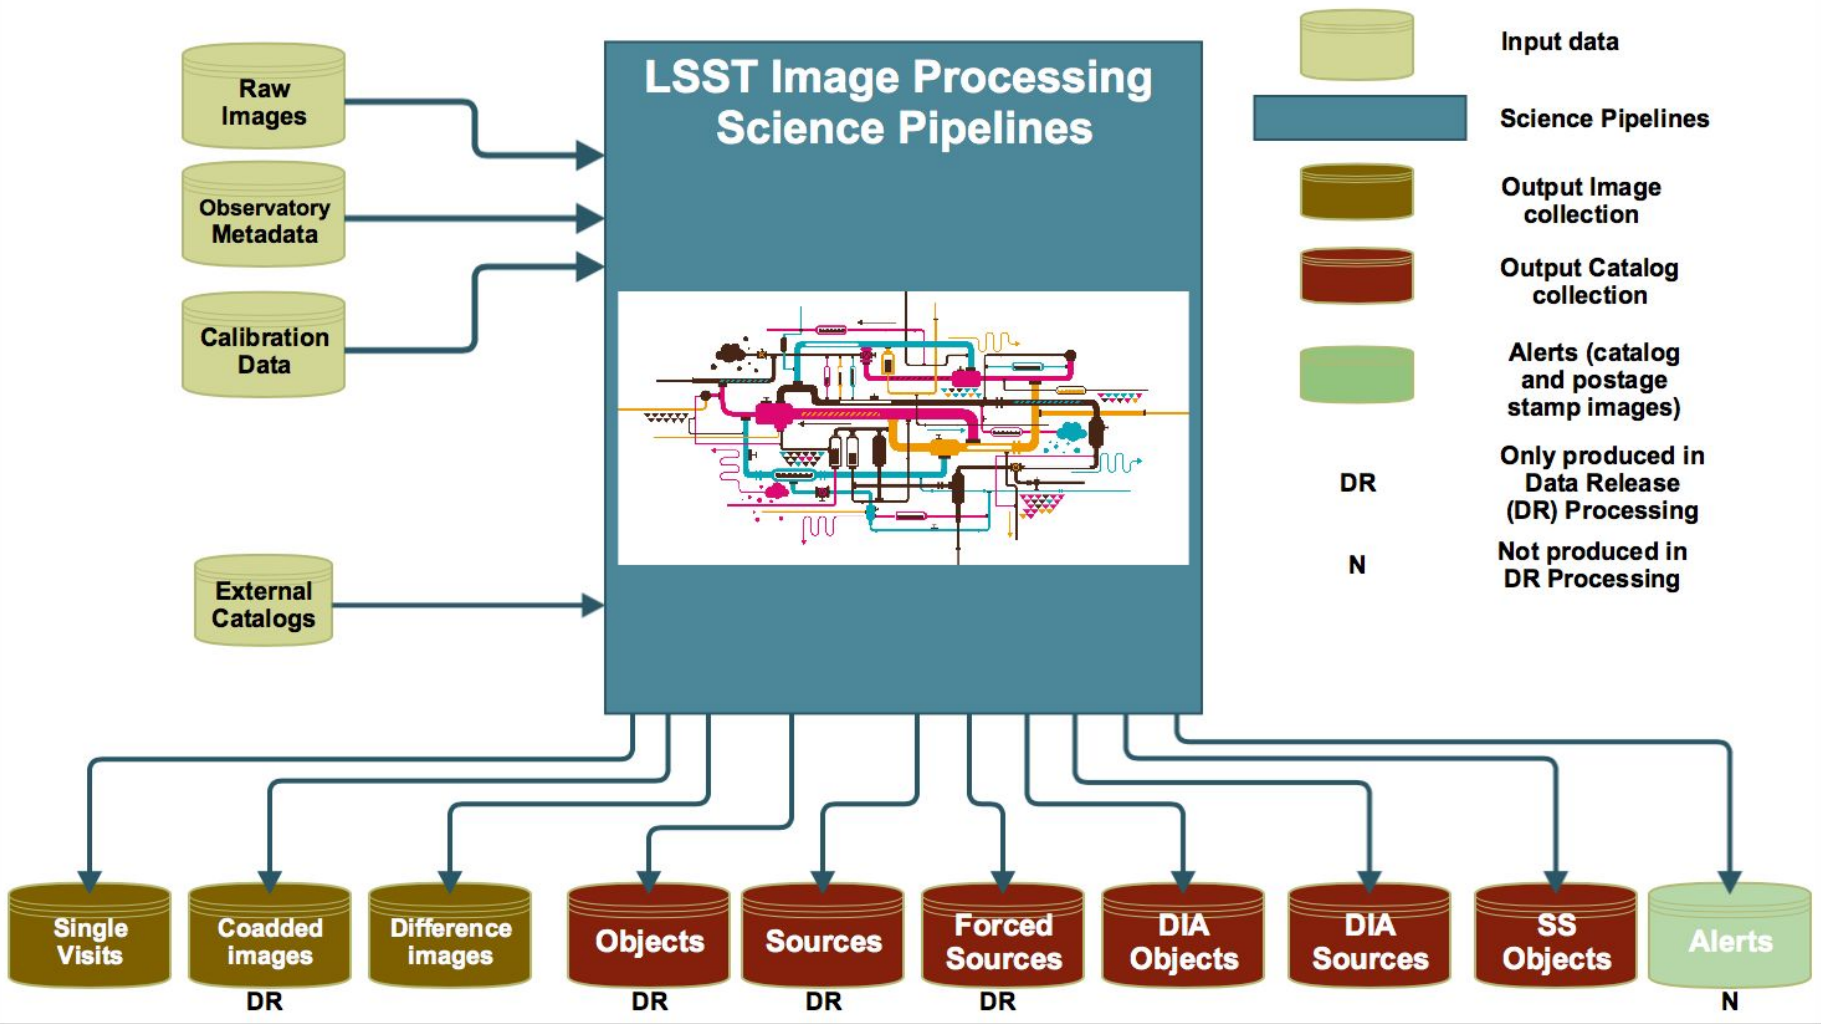 LSST Image Processing
Science Pipelines
Raw
Images
Observatory
Metadata
Calibration
Data
External
Catalogs
Input data
Science Pipelines
Output Image
collection
Output Catalog
collection
Alerts (catalog
and postage
stamp images)
DR
Only produced in
Data Release
(DR) Processing
N
Not produced in
DR Processing
Single
Visits
Coadded
images
DR
Difference
images
Objects
DR
Sources
DR
Forced
Sources
DR
DIA
Objects
DIA
Sources
SS
Objects
Alerts
N